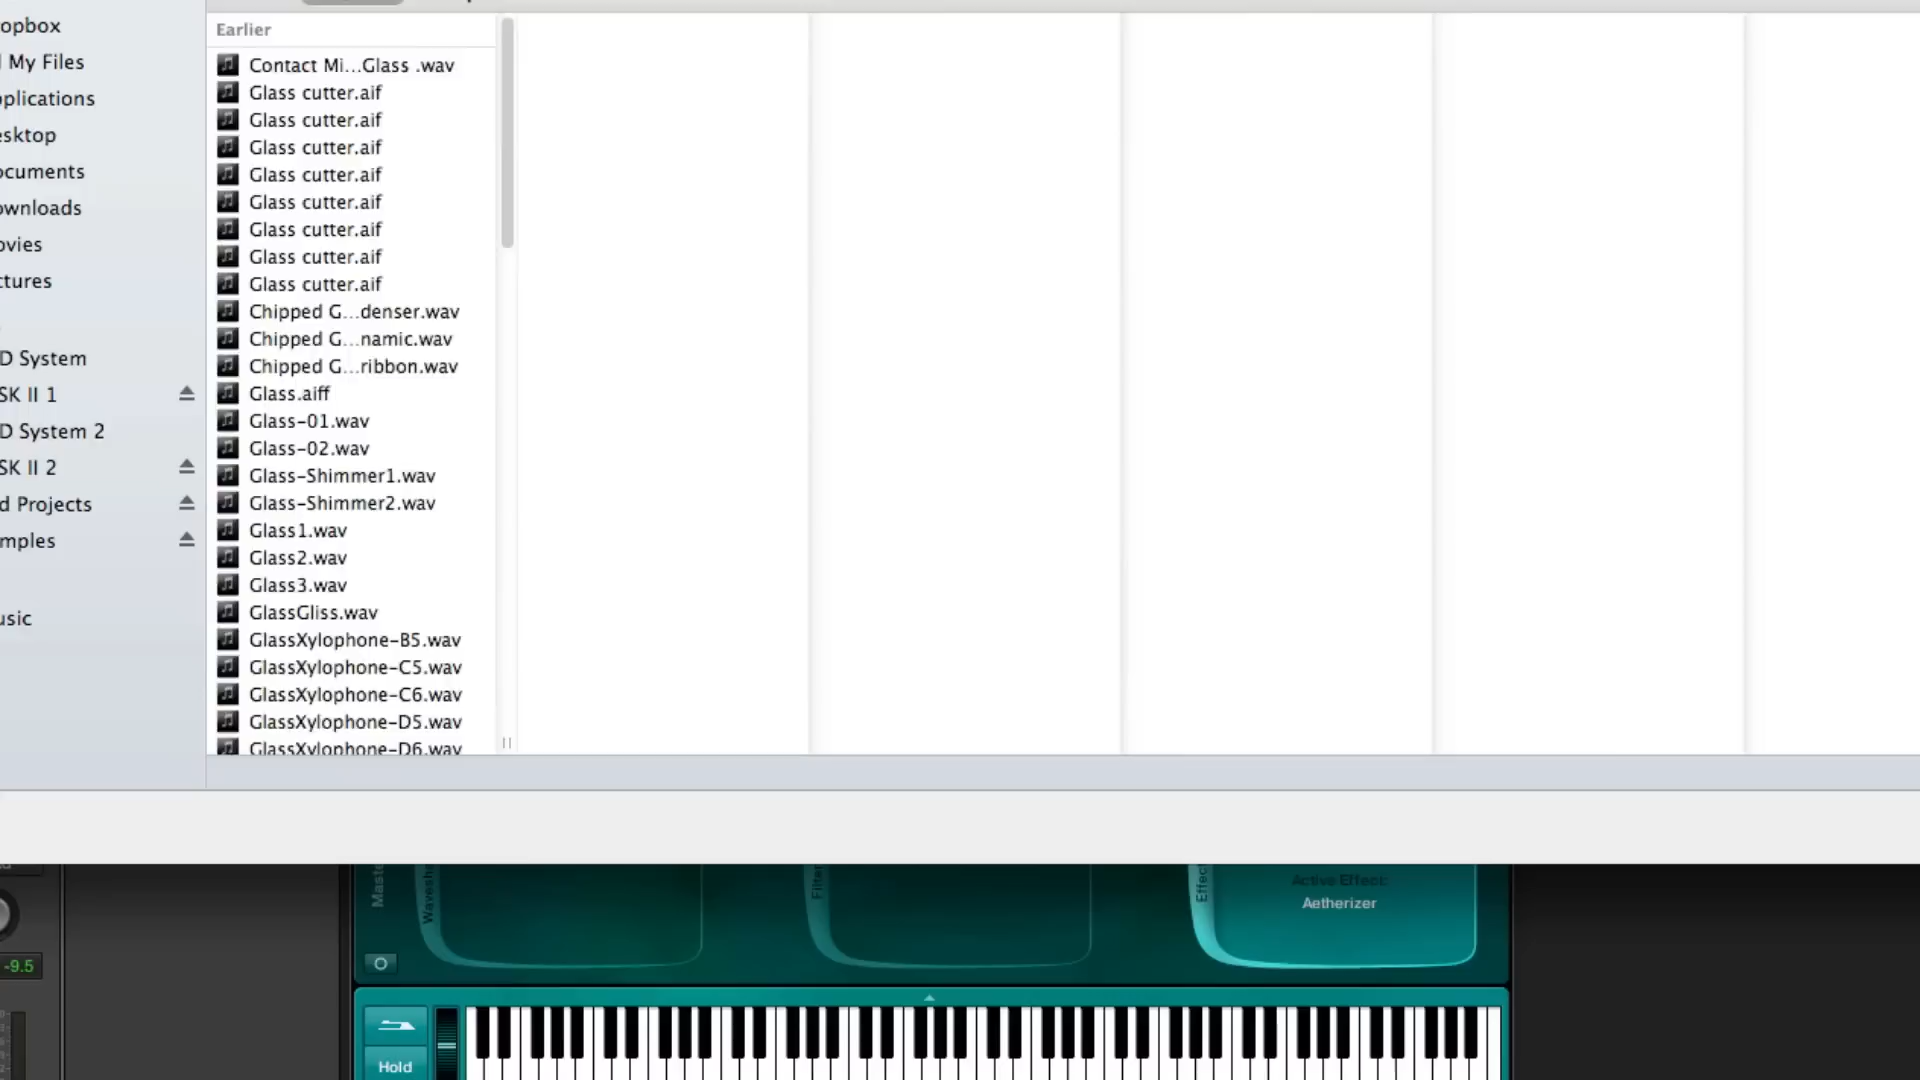 opbox
My Files
plications
esktop
ocuments
ownloads
ovies
ctures
D System
SK II 1
D System 2
SK II 2
d Projects
mples
usic
Earlier
Contact Mi...Glass .wav
Glass cutter.aif
Glass cutter.aif
Glass cutter.aif
Glass cutter.aif
Glass cutter.aif
Glass cutter.aif
Glass cutter.aif
Glass cutter.aif
Chipped G...denser.wav
Chipped G...namic.wav
Chipped G...ribbon.wav
Glass.aiff
Glass-01.wav
Glass-02.wav
Glass-Shimmer1.wav
Glass-Shimmer2.wav
Glass1.wav
Glass2.wav
Glass3.wav
GlassGliss.wav
GlassXylophone-B5.wav
GlassXylophone-C5.wav
GlassXylophone-C6.wav
GlassXylophone-D5.wav
GlassXylophone-D6.wav
Maste
Wavesha
Filter
Effect
Active Effect:
Aetherizer
-9.5
Hold